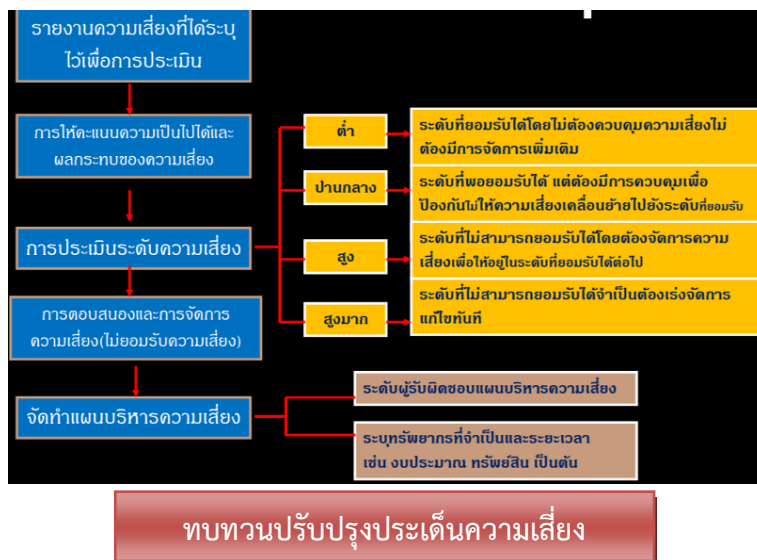 รายงานความเสี่ยงที่ได้ระบุ
ไว้เพื่อการประเมิน
การให้คะแนนความเป็นไปได้และ
ผลกระทบของความเสี่ยง
การประเมินระดับความเสี่ยง
ต่ำ
ระดับที่ยอมรับได้โดยไม่ต้องควบคุมความเสี่ยงไม่
ต้องมีการจัดการเพิ่มเติม
ปานกลาง
ระดับที่พอยอมรับได้ แต่ต้องมีการควบคุมเพื่อ
ป้องกันไม่ให้ความเสี่ยงเคลื่อนย้ายไปยังระดับที่ยอมรับ
สูง
ระดับที่ไม่สามารถยอมรับได้โดยต้องจัดการความ
เสี่ยงเพื่อให้อยู่ในระดับที่ยอมรับได้ต่อไป
สูงมาก
ระดับที่ไม่สามารถยอมรับได้จำเป็นต้องเร่งจัดการ
แก้ไขทันที
การตอบสนองและการจัดการ
ความเสี่ยง(ไม่ยอมรับความเสี่ยง)
จัดทำแผนบริหารความเสี่ยง
ระดับผู้รับผิดชอบแผนบริหารความเสี่ยง
ระบุทรัพยากรที่จำเป็นและระยะเวลา
เช่น งบประมาณ ทรัพย์สิน เป็นต้น
ทบทวนปรับปรุงประเด็นความเสี่ยง